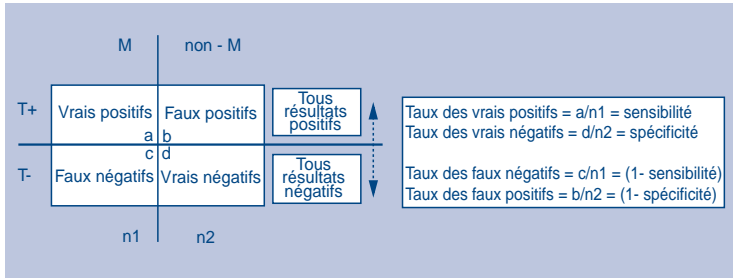 M non - M
T+ Vrais positifs Faux positifs
a b
Tous
résultats
positifs
T- Faux négatifs Vrais négatifs
c d
Tous
résultats
négatifs
n1 n2
Taux des vrais positifs = a/n1 = sensibilité
Taux des vrais négatifs = d/n2 = spécificité
Taux des faux négatifs = c/n1 = (1- sensibilité)
Taux des faux positifs = b/n2 = (1- spécificité)